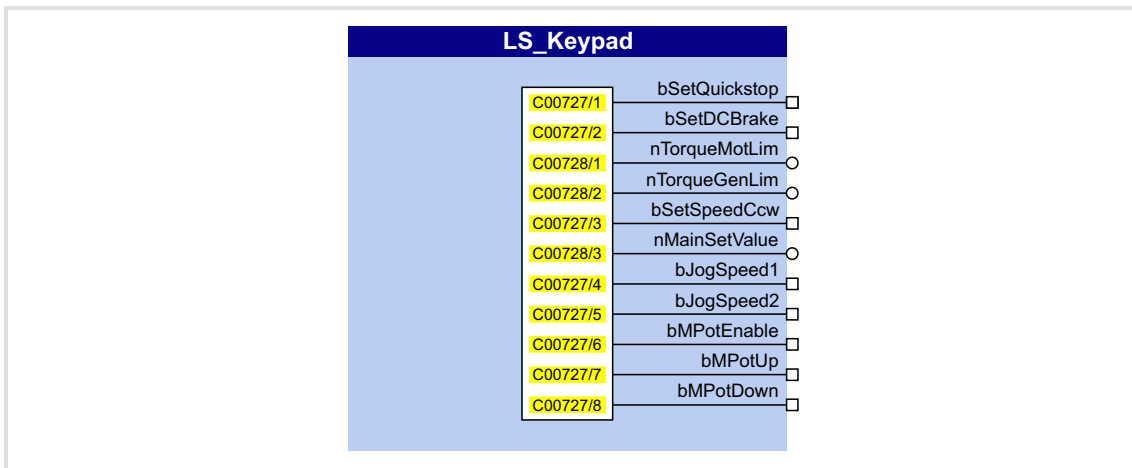 LS_Keypad
C00727/1 bSetQuickstop
C00727/2 bSetDCBrake
C00728/1 nTorqueMotLim
C00728/2 nTorqueGenLim
C00727/3 bSetSpeedCcw
C00728/3 nMainSetValue
C00727/4 bJogSpeed1
C00727/5 bJogSpeed2
C00727/6 bMPotEnable
C00727/7 bMPotUp
C00727/8 bMPotDown